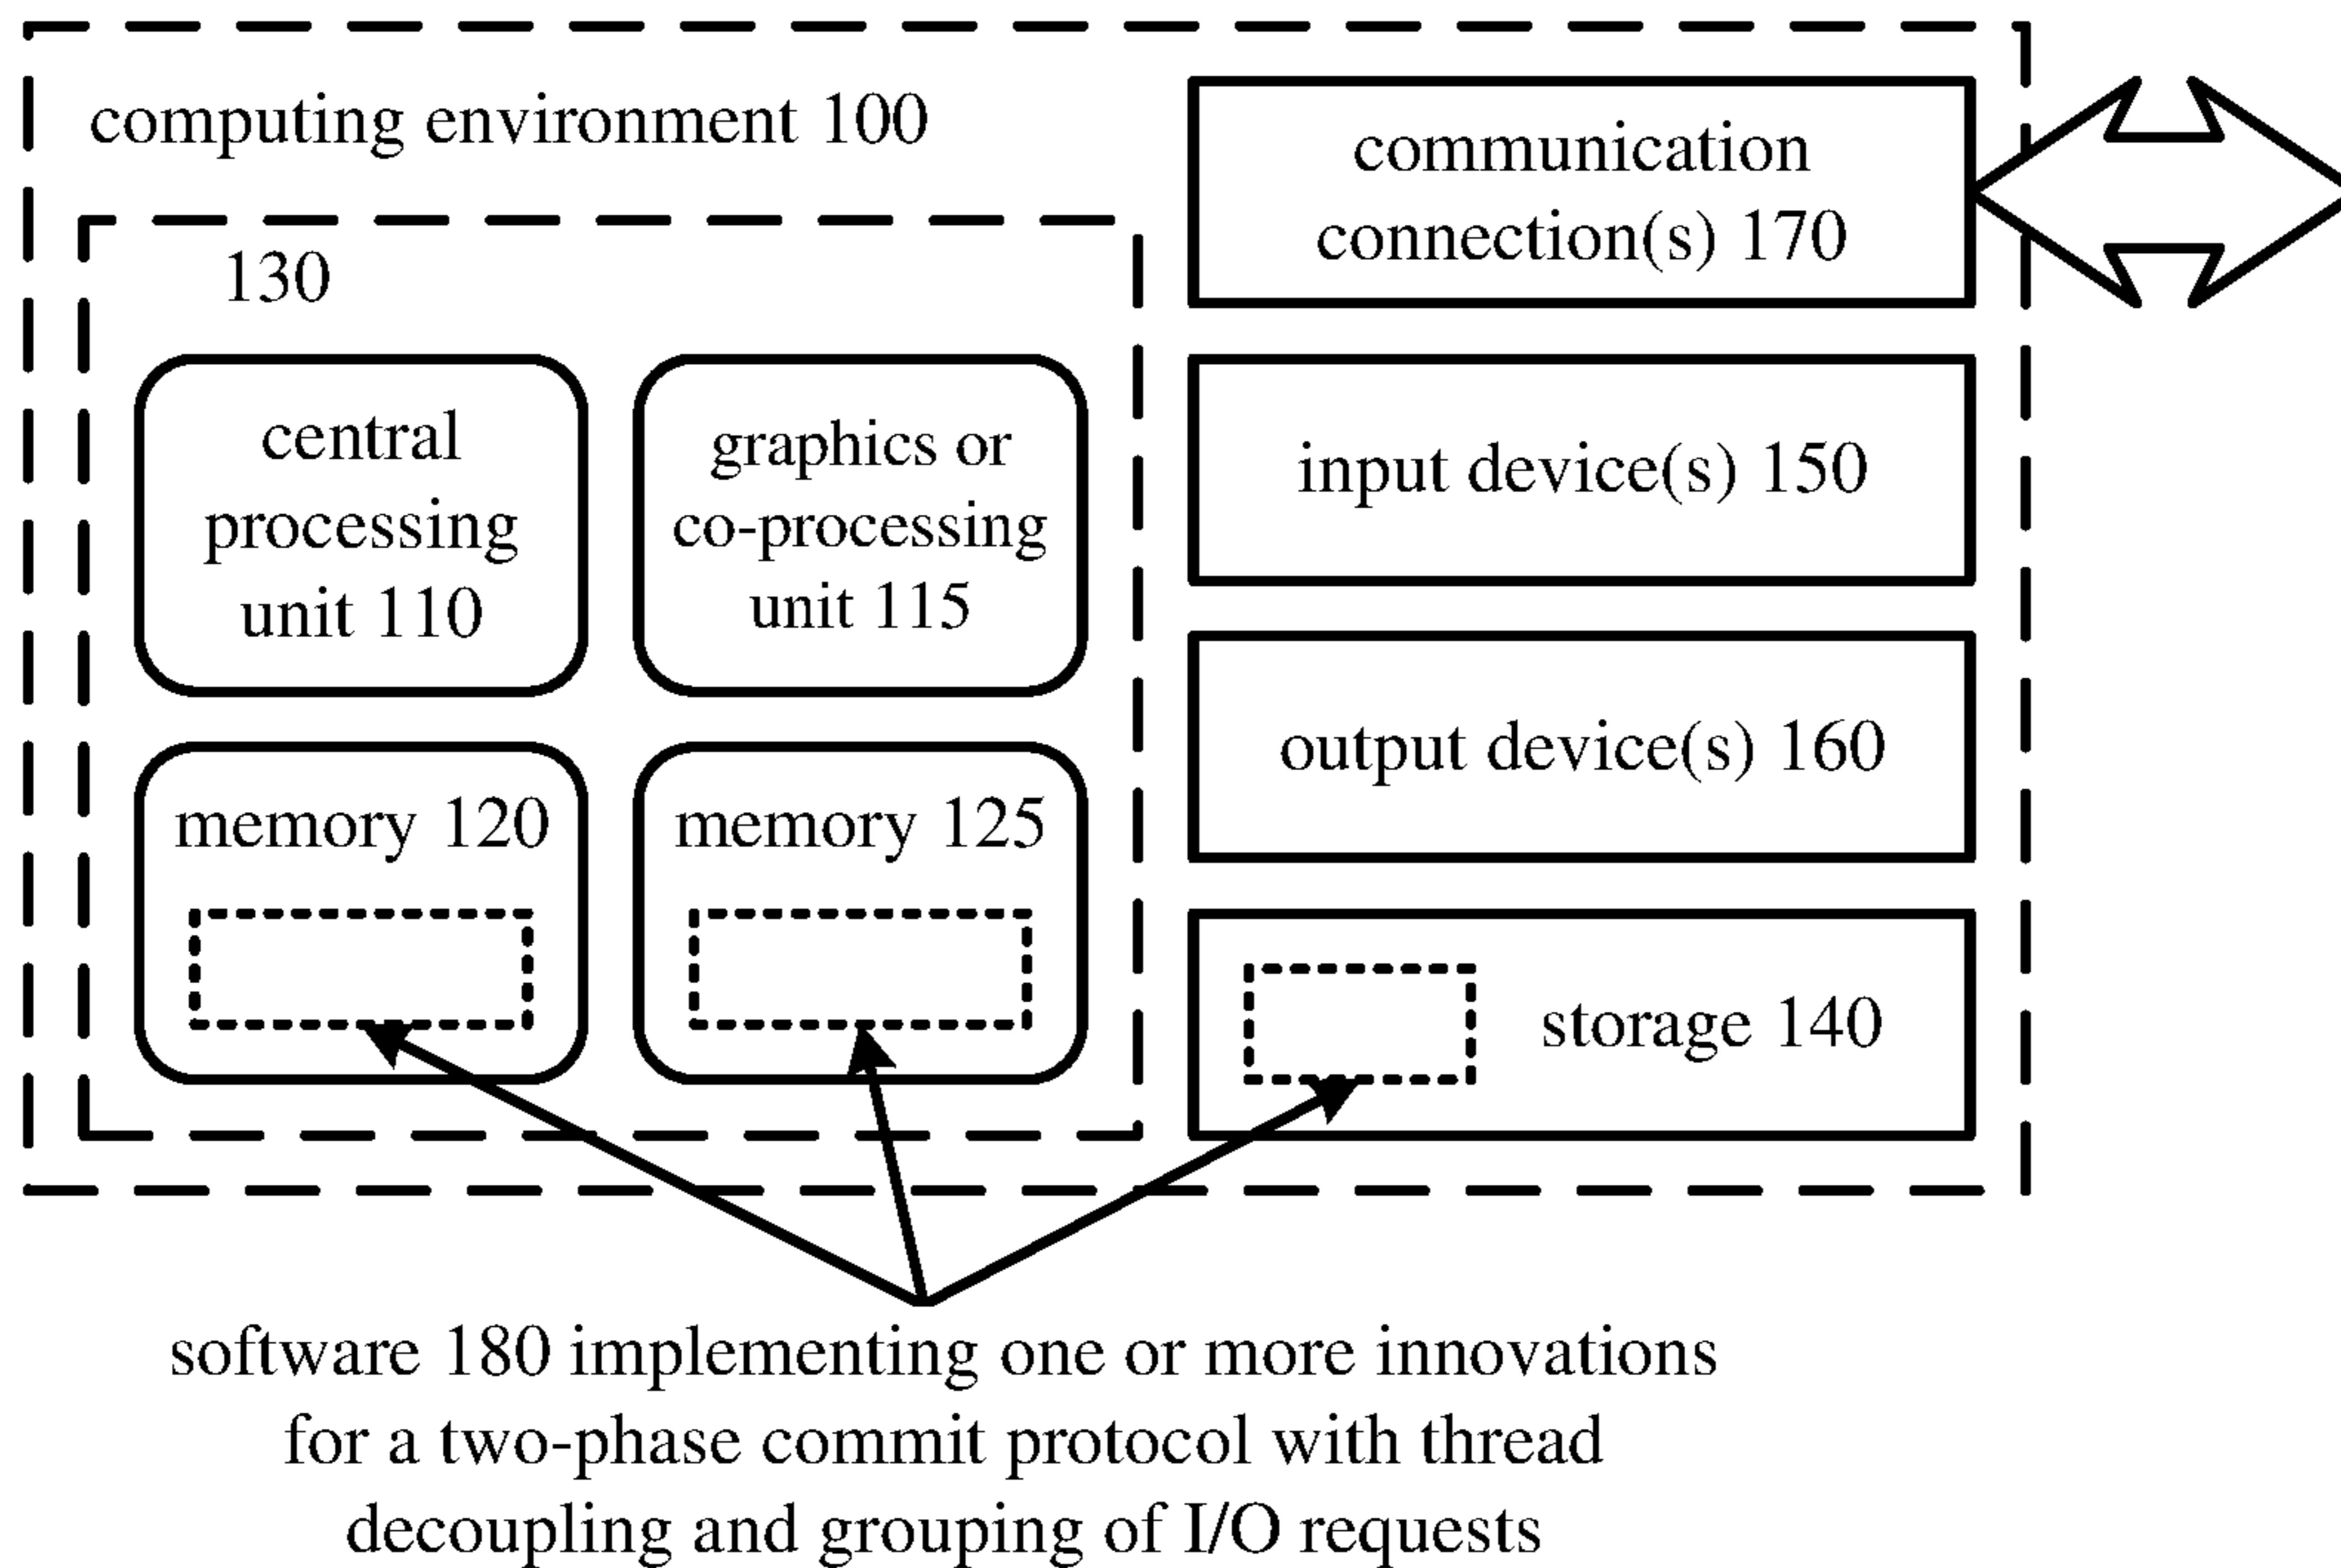 computing environment 100
130
central
processing
unit 110
graphics or
co-processing
unit 115
memory 120
memory 125
communication
connection(s) 170
input device(s) 150
output device(s) 160
storage 140
software 180 implementing one or more innovations
for a two-phase commit protocol with thread
decoupling and grouping of I/O requests